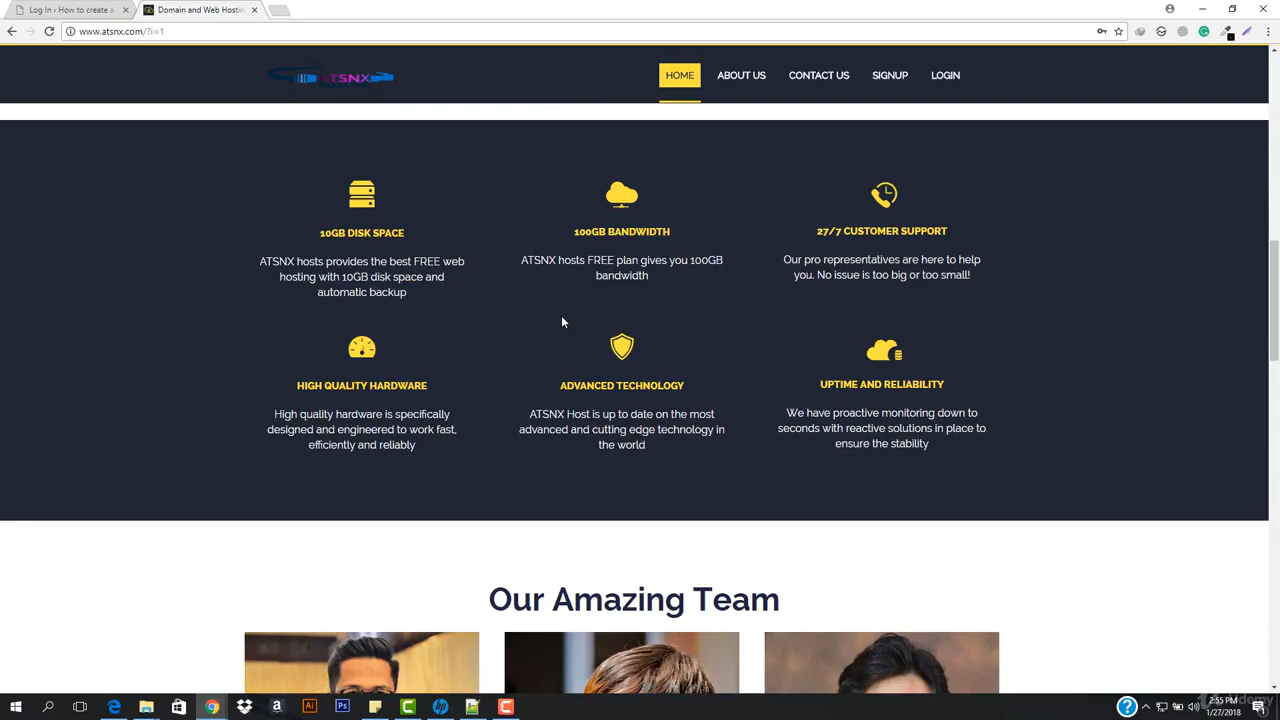 Log In ‹ How to create a
Domain and Web Hostin
www.atsnx.com/?i=1
ATSNX
HOME
ABOUT US
CONTACT US
SIGNUP
LOGIN
10GB DISK SPACE
ATSNX hosts provides the best FREE web
hosting with 10GB disk space and
automatic backup
100GB BANDWIDTH
ATSNX hosts FREE plan gives you 100GB
bandwidth
27/7 CUSTOMER SUPPORT
Our pro representatives are here to help
you. No issue is too big or too small!
HIGH QUALITY HARDWARE
High quality hardware is specifically
designed and engineered to work fast,
efficiently and reliably
ADVANCED TECHNOLOGY
ATSNX Host is up to date on the most
advanced and cutting edge technology in
the world
UPTIME AND RELIABILITY
We have proactive monitoring down to
seconds with reactive solutions in place to
ensure the stability
Our Amazing Team
2:55 PM
1/27/2018